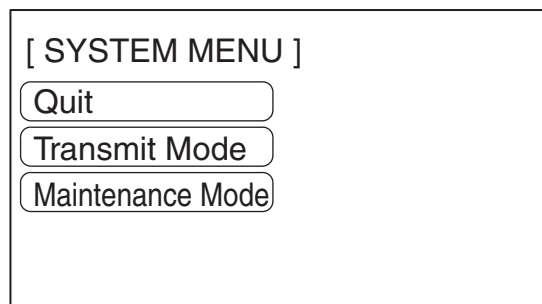 [ SYSTEM MENU ]
Quit
Transmit Mode
Maintenance Mode